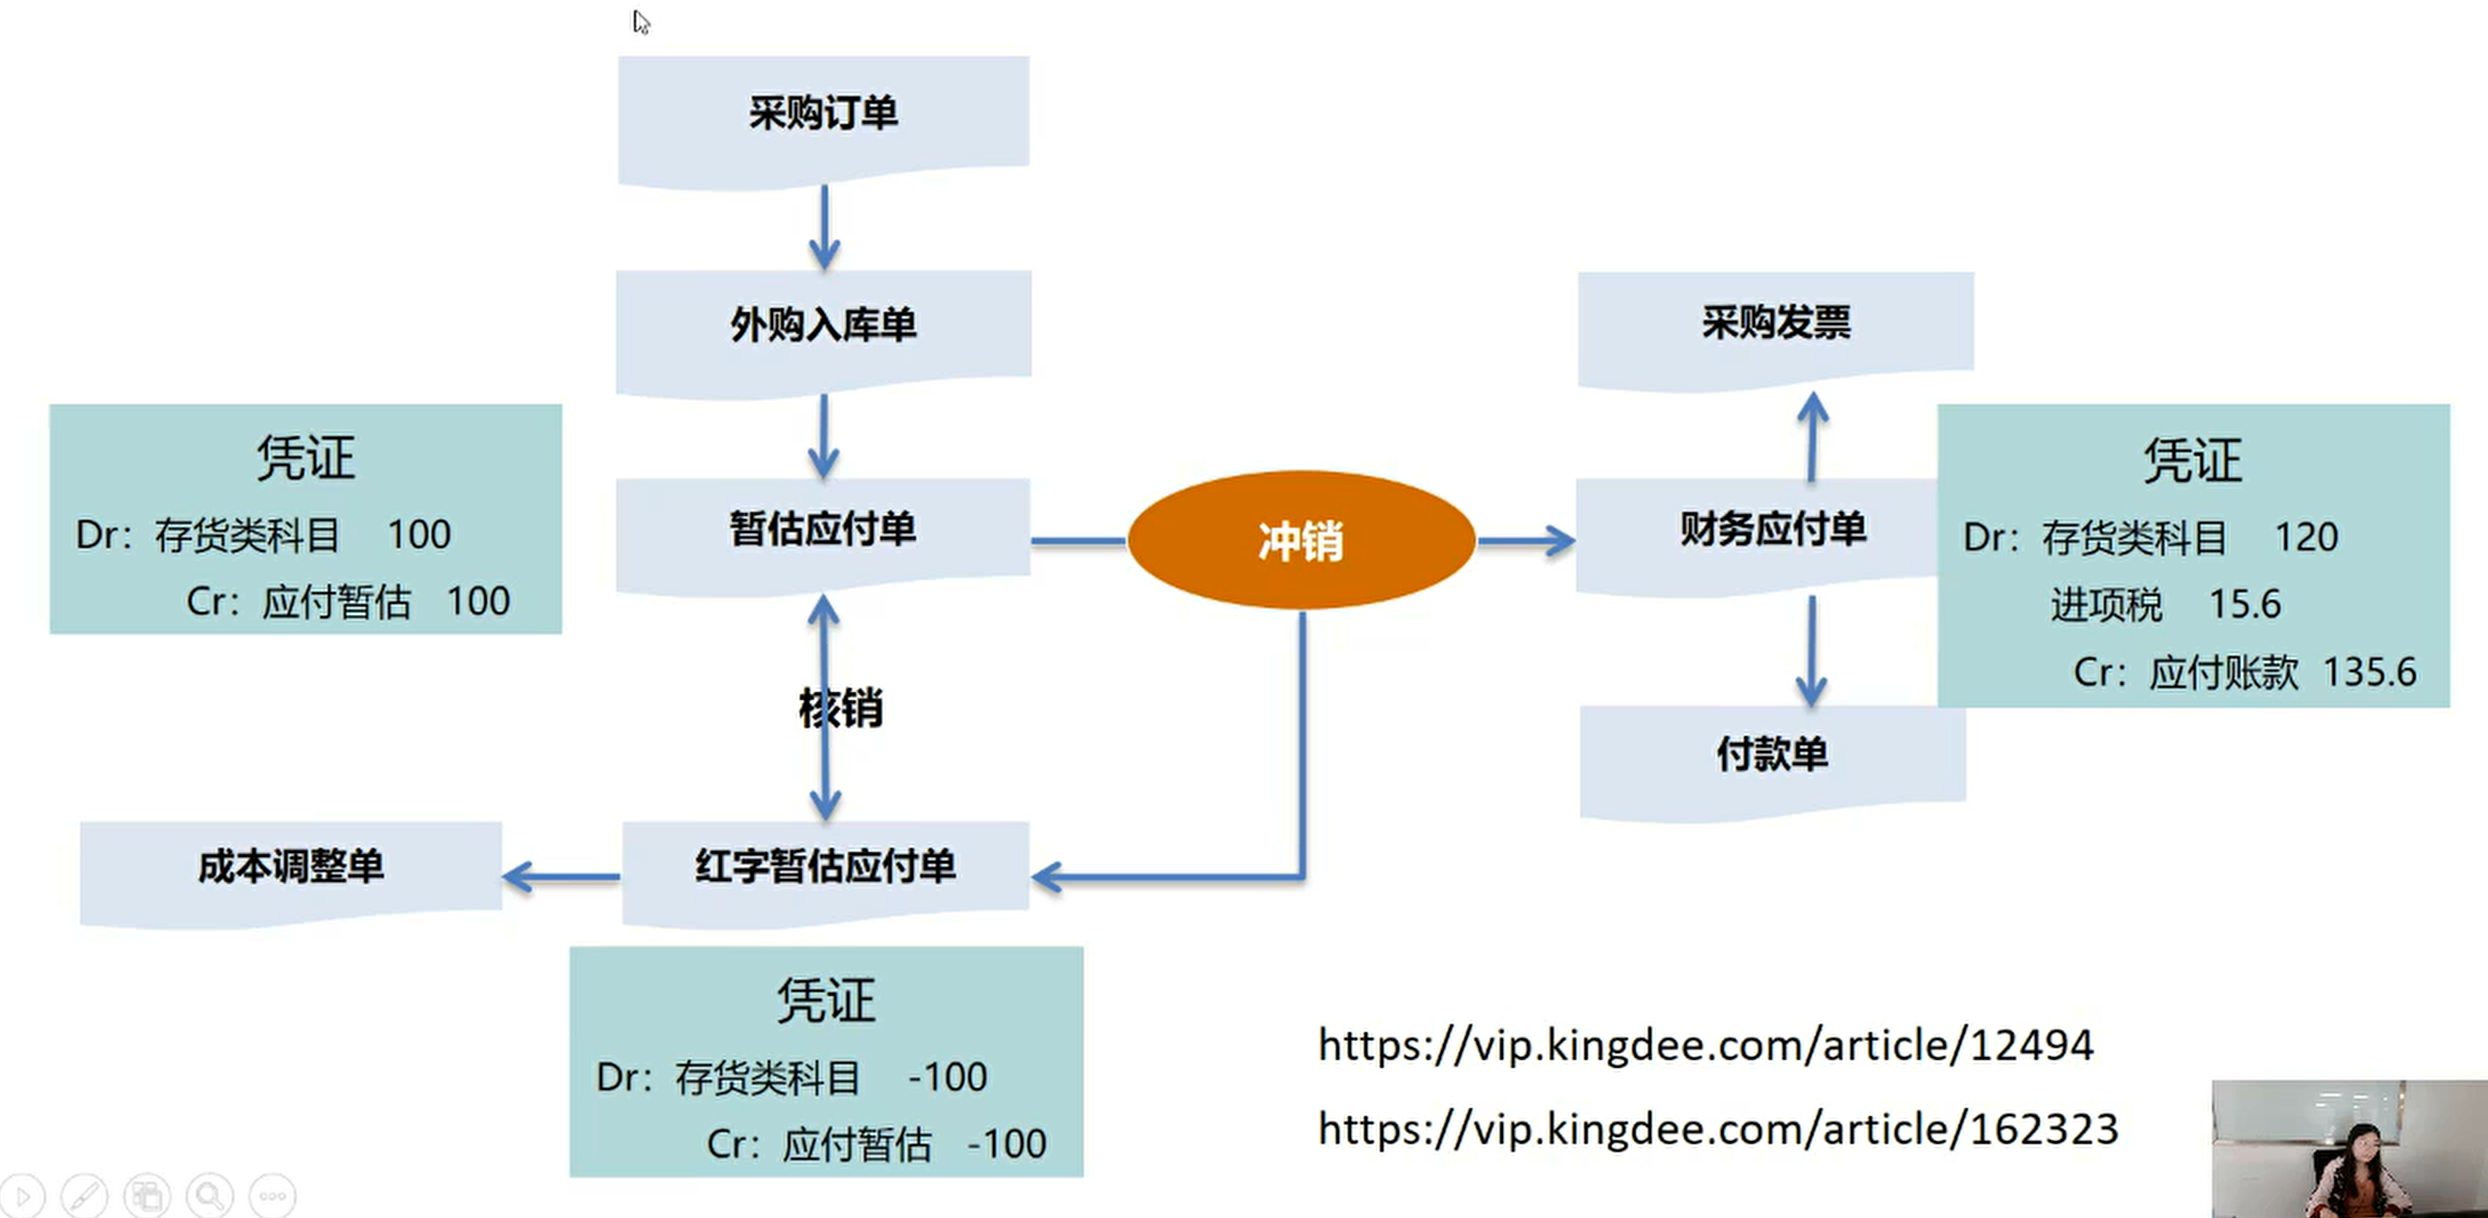 采购订单
外购入库单
采购发票
凭证
Dr：存货类科目 100
Cr：应付暂估 100
暂估应付单
冲销
财务应付单
凭证
Dr：存货类科目 120
进项税 15.6
Cr：应付账款 135.6
核销
付款单
成本调整单
红字暂估应付单
凭证
Dr：存货类科目 -100
Cr：应付暂估 -100
https://vip.kingdee.com/article/12494
https://vip.kingdee.com/article/162323